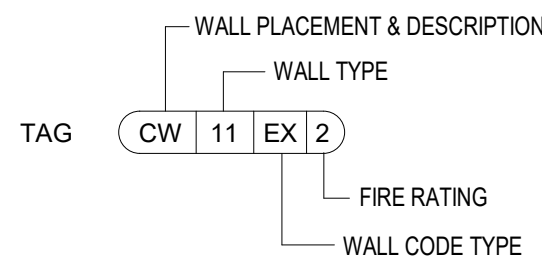 WALL PLACEMENT & DESCRIPTION
WALL TYPE
TAG CW 11 EX 2
FIRE RATING
WALL CODE TYPE